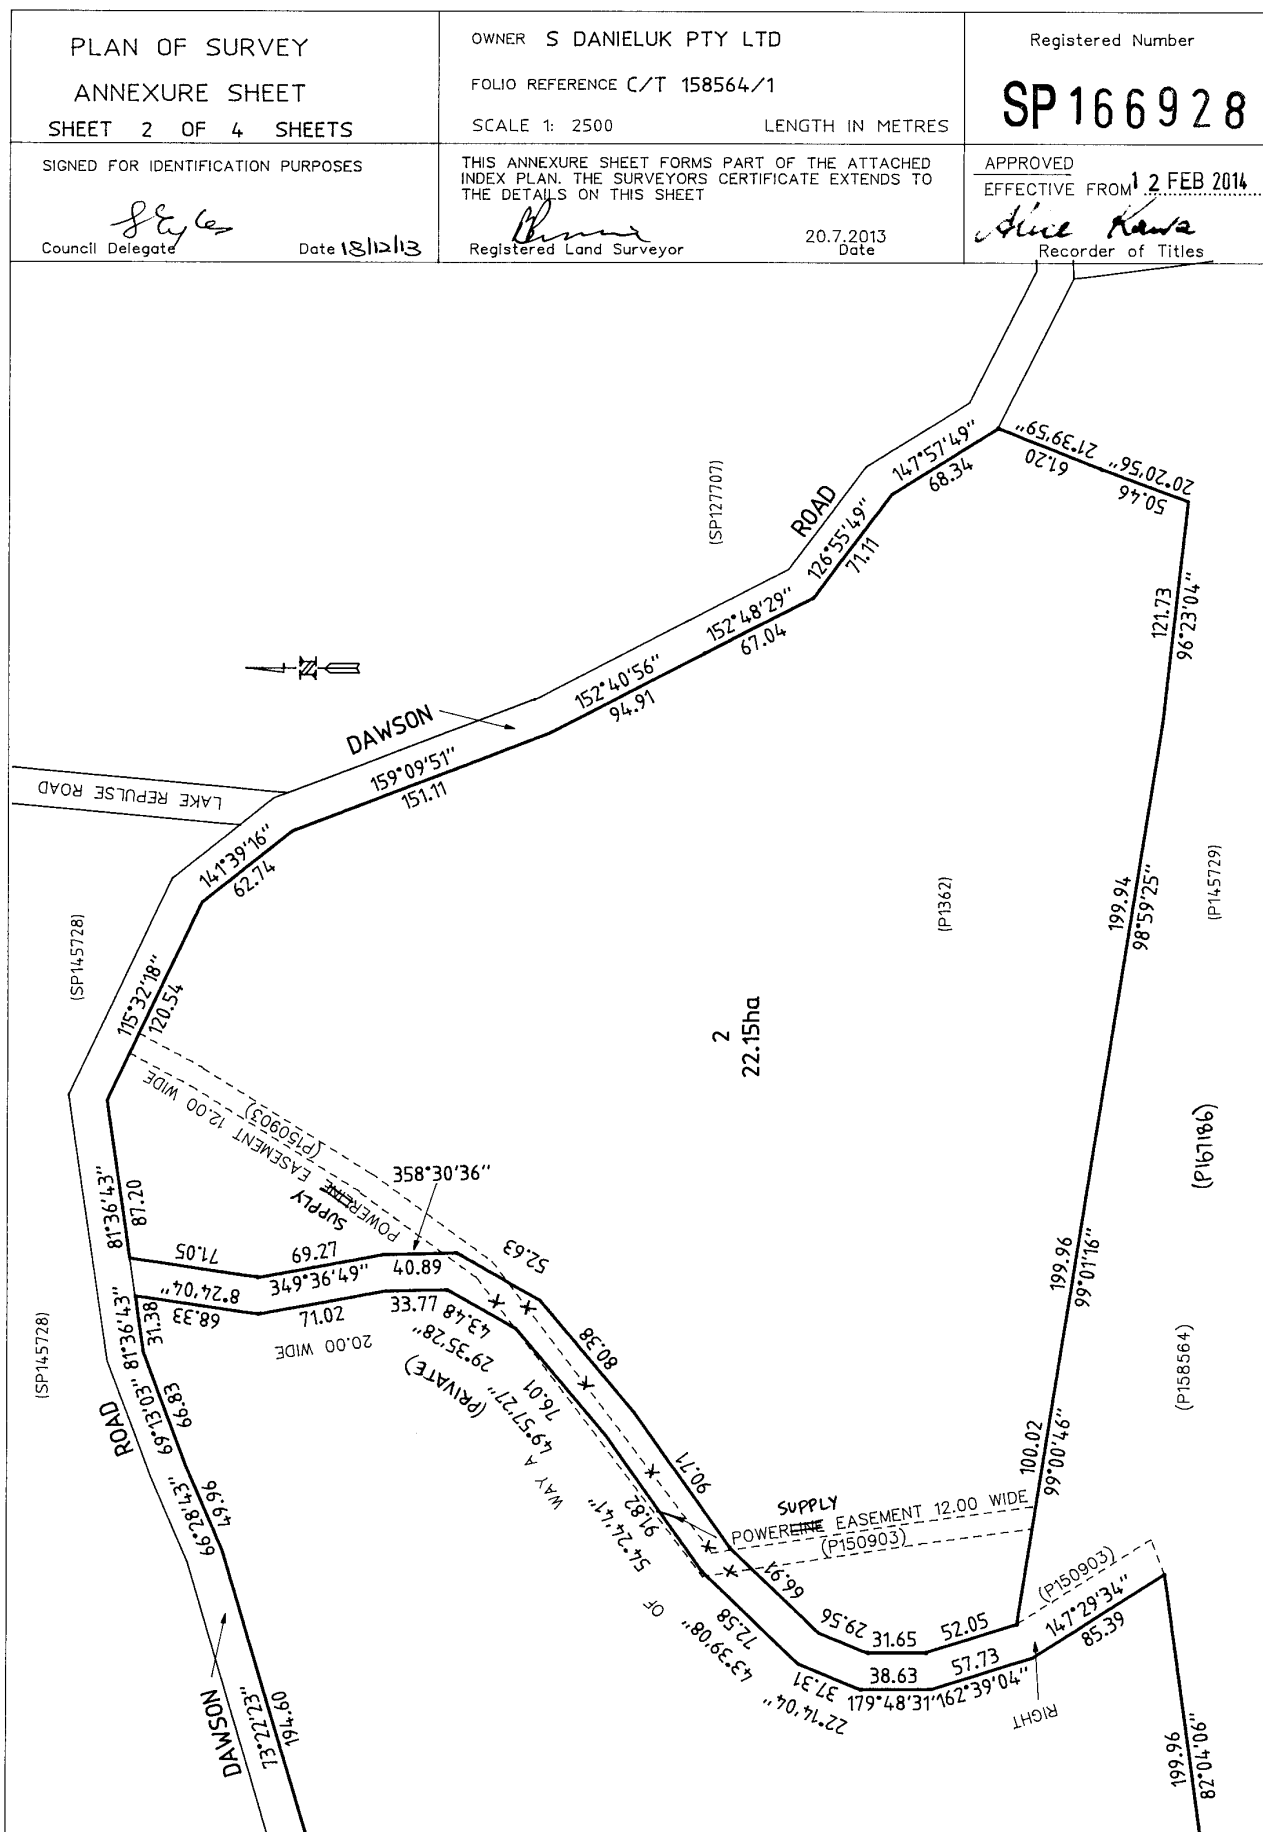 PLAN OF SURVEY
ANNEXURE SHEET
SHEET 2 OF 4 SHEETS
OWNER S DANIELUK PTY LTD
FOLIO REFERENCE C/T 158564/1
SCALE 1: 2500 LENGTH IN METRES
Registered Number
SP166928
SIGNED FOR IDENTIFICATION PURPOSES
Council Delegate Date 18/12/13
THIS ANNEXURE SHEET FORMS PART OF THE ATTACHED
INDEX PLAN. THE SURVEYORS CERTIFICATE EXTENDS TO
THE DETAILS ON THIS SHEET
Registered Land Surveyor
20.7.2013
Date
APPROVED
EFFECTIVE FROM 12 FEB 2014
Recorder of Titles
147°57'49"
68.34
21°39'59"
61.20
20°20'56"
50.46
(SP127707)
ROAD
126°55'49"
71.11
121.73
96°23'04"
152°48'29"
67.04
152°40'56"
94.91
DAWSON
159°09'51"
151.11
LAKE REPULSE ROAD
141°39'16"
62.74
(SP145728)
(P1362)
199.94
98°59'25"
(P145729)
115°32'18"
120.54
2
22.15ha
POWERLINE EASEMENT 12.00 WIDE
SUPPLY
(P150903)
(P167186)
358°30'36"
81°36'43"
87.20
71.05
8°24'04"
68.33
69.27
349°36'49"
71.02
40.89
33.77
20.00 WIDE
52.63
43.48
29°35'28"
(PRIVATE)
81°36'43"
31.38
199.96
99°01'16"
(SP145728)
(P158564)
80.38
76.01
49°57'27"
WAY A
ROAD
69°13'03"
66.83
66°28'43"
49.96
90.71
91.82
54°24'41"
OF
100.02
99°00'46"
SUPPLY
POWERLINE EASEMENT 12.00 WIDE
(P150903)
66.91
72.58
43°39'08"
29.56
37.31
22°14'04"
31.65
38.63
179°48'31"
52.05
57.73
162°39'04"
(P150903)
147°29'34"
85.39
RIGHT
DAWSON
73°22'23"
194.60
199.96
82°04'06"